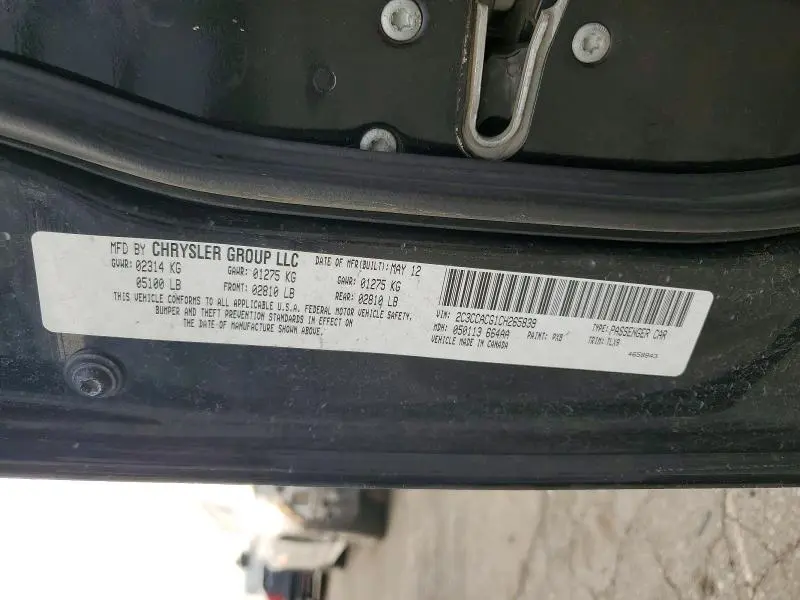 MFD BY CHRYSLER GROUP LLC DATE OF MFR(BUILT): MAY 12
GVWR: 02314 KG GAWR: 01275 KG GAWR: 01275 KG
05100 LB FRONT: 02810 LB REAR: 02810 LB
THIS VEHICLE CONFORMS TO ALL APPLICABLE U.S.A. FEDERAL MOTOR VEHICLE SAFETY,
BUMPER AND THEFT PREVENTION STANDARDS IN EFFECT ON
THE DATE OF MANUFACTURE SHOWN ABOVE.
VIN: 2C3CCACG1CH265839 TYPE: PASSENGER CAR
MDH: 050113 664AA PAINT: PX8 TRIM: TLX9
VEHICLE MADE IN CANADA
4658943